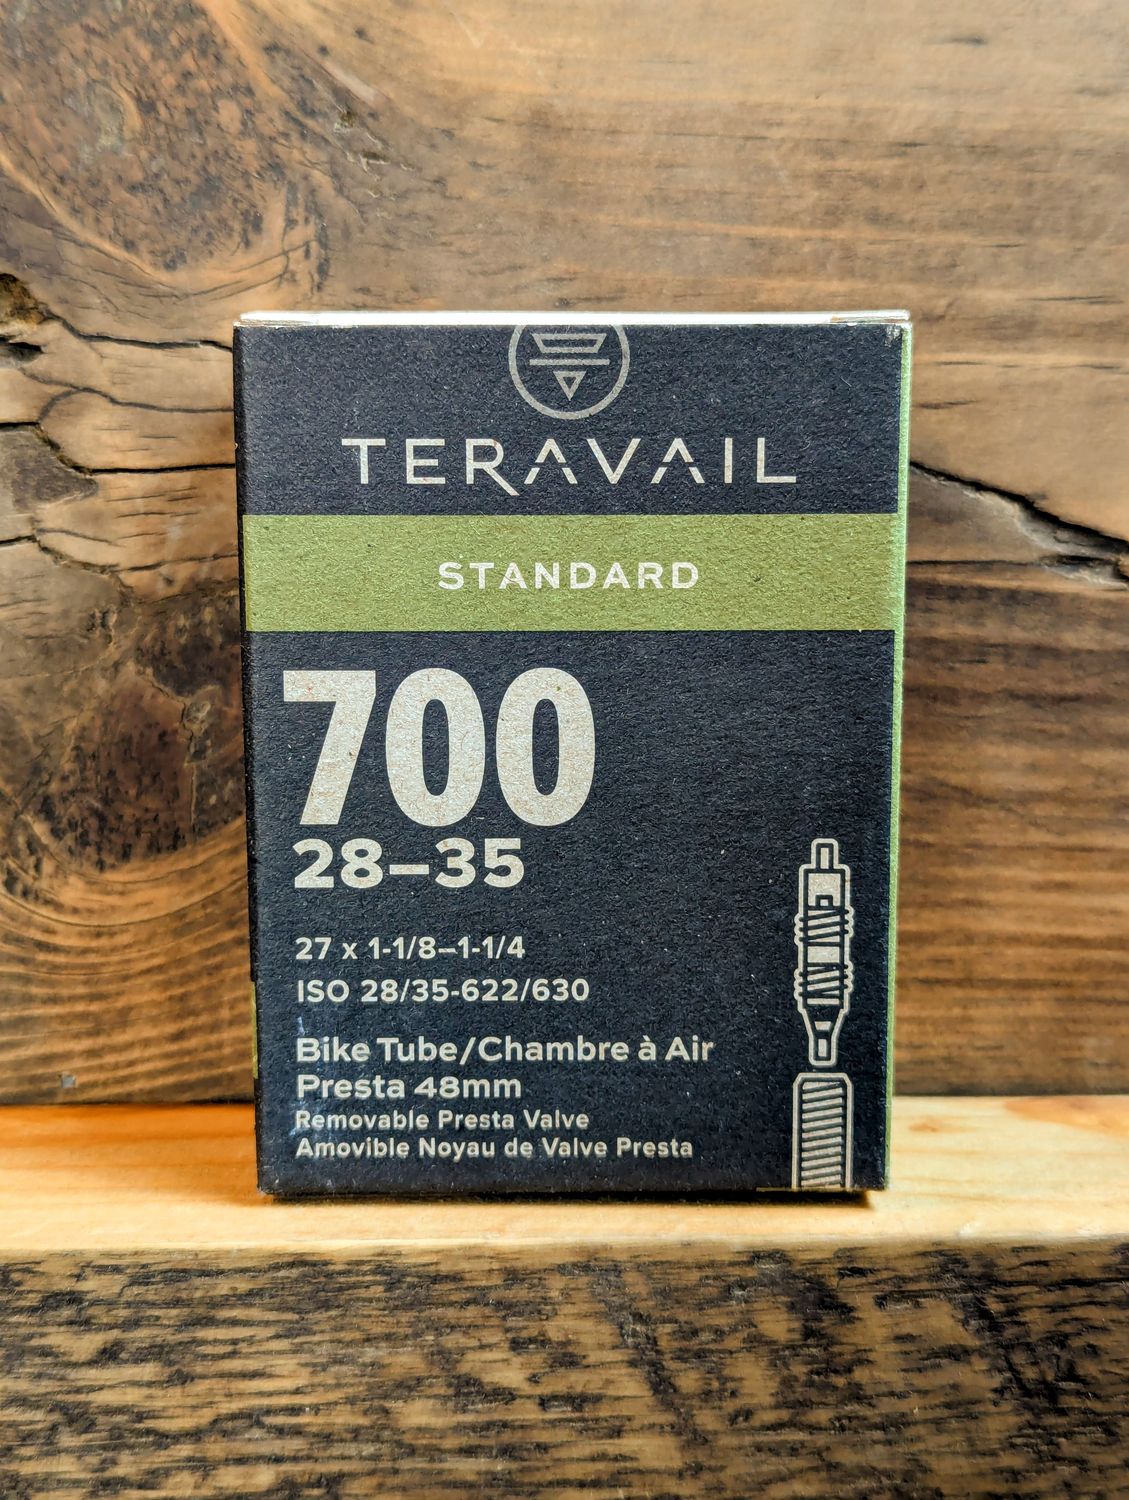 TERAVAIL
STANDARD
700
28–35
27 x 1-1/8–1-1/4
ISO 28/35-622/630
Bike Tube/Chambre à Air
Presta 48mm
Removable Presta Valve
Amovible Noyau de Valve Presta